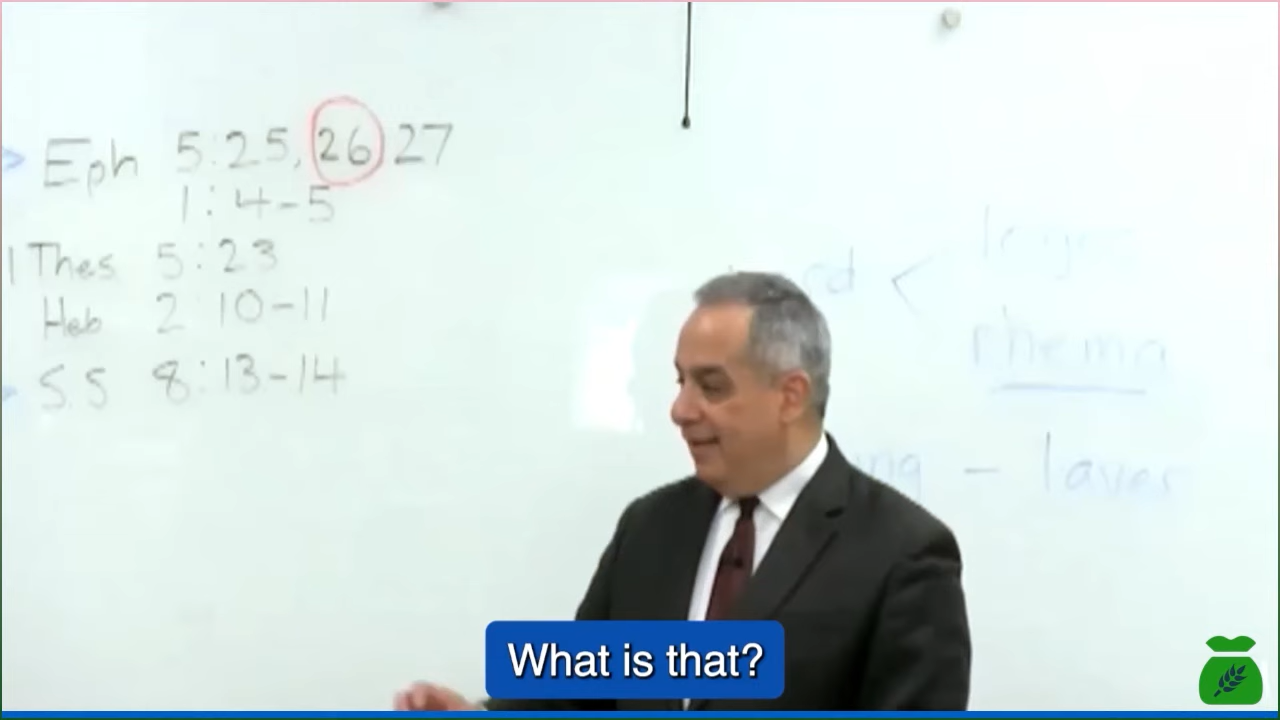 Eph 5:25, 26 27
1:4-5
1 Thes 5:23
Heb 2 10-11
S.S 8:13-14
<
rhema
- laver
What is that?